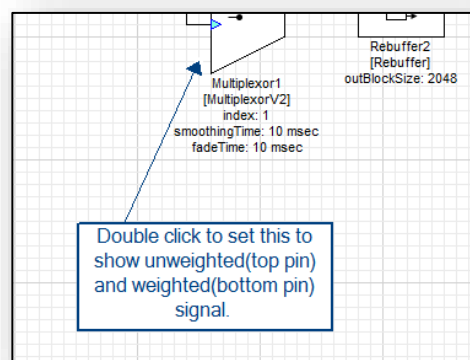 Multiplexor1
[MultiplexorV2]
index: 1
smoothingTime: 10 msec
fadeTime: 10 msec
Rebuffer2
[Rebuffer]
outBlockSize: 2048
Double click to set this to
show unweighted(top pin)
and weighted(bottom pin)
signal.